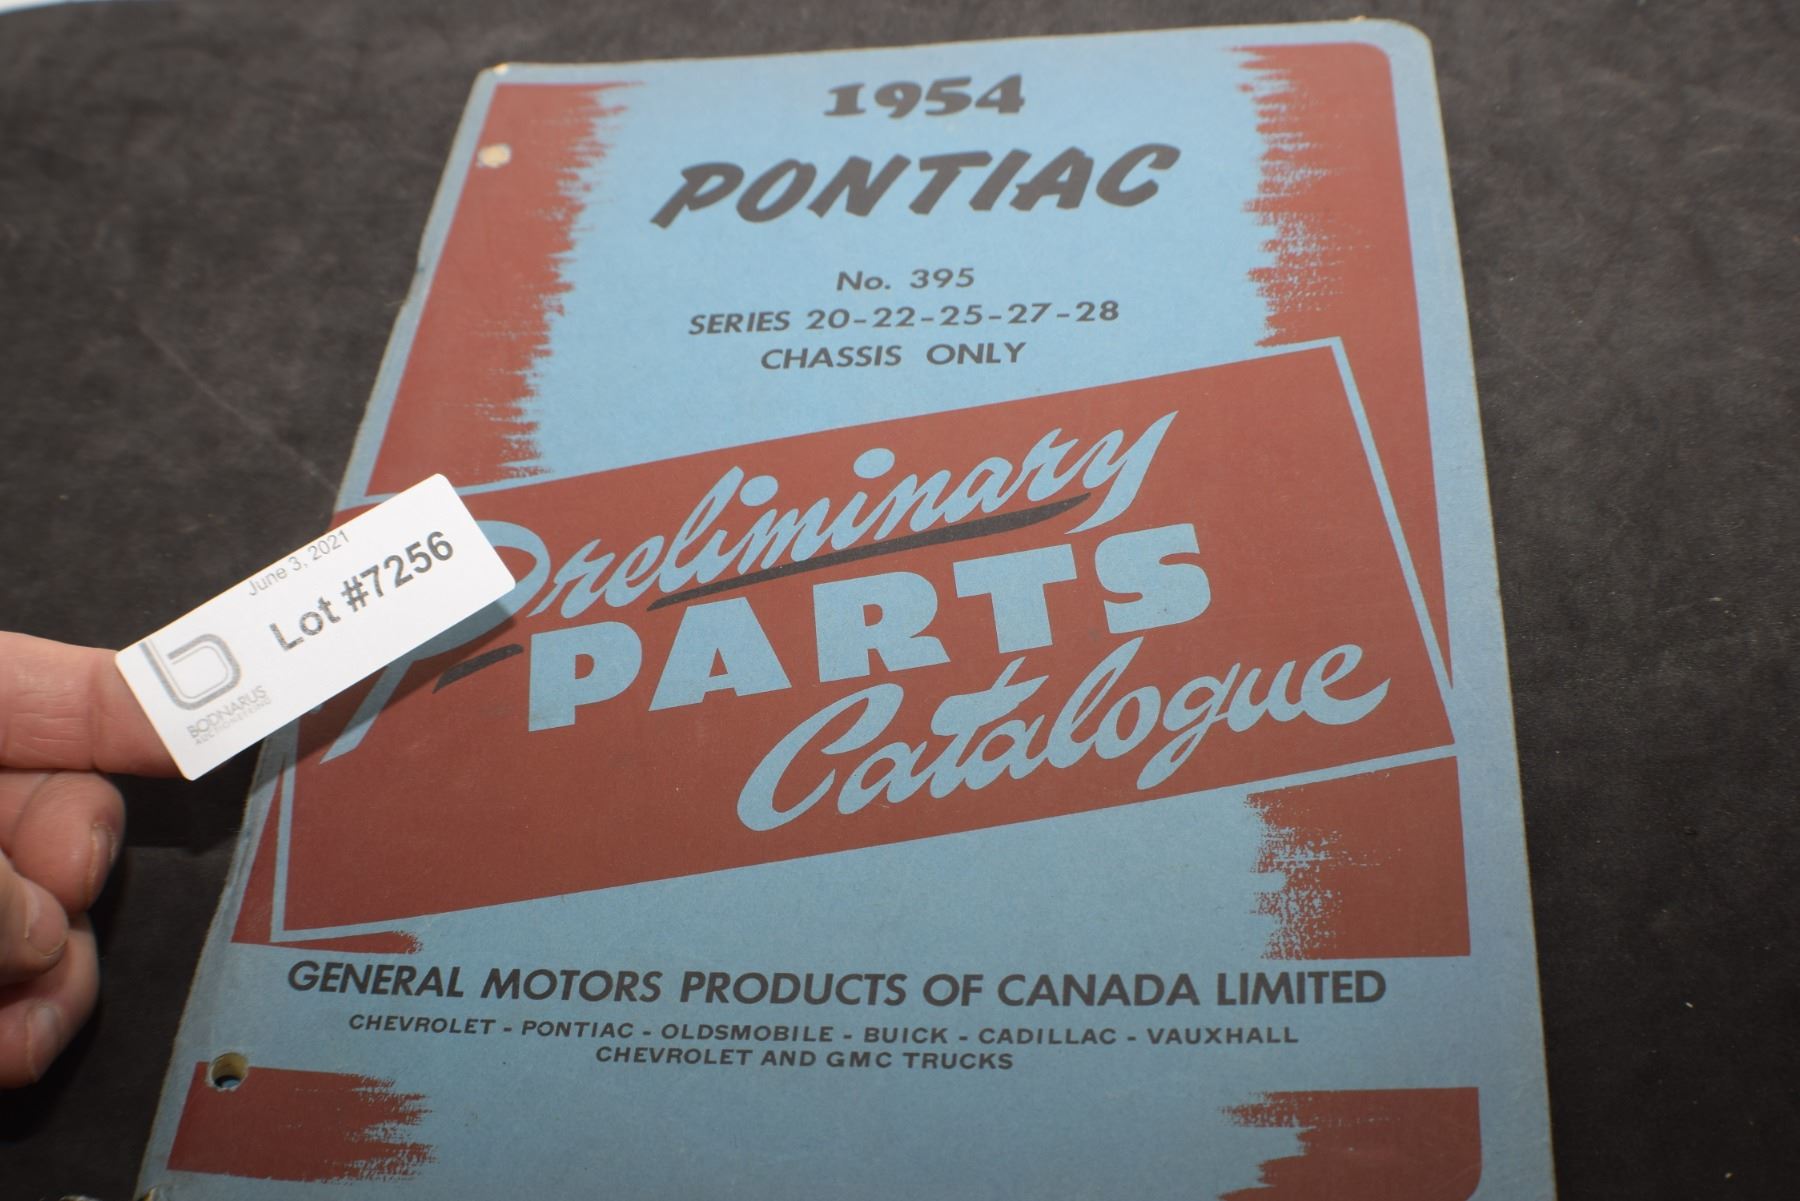 1954
PONTIAC
No. 395
SERIES 20-22-25-27-28
CHASSIS ONLY
Preliminary
PARTS
Catalogue
GENERAL MOTORS PRODUCTS OF CANADA LIMITED
CHEVROLET - PONTIAC - OLDSMOBILE - BUICK - CADILLAC - VAUXHALL
CHEVROLET AND GMC TRUCKS
June 3, 2021
Lot #7256
b
BODNARUS
AUCTIONEERING